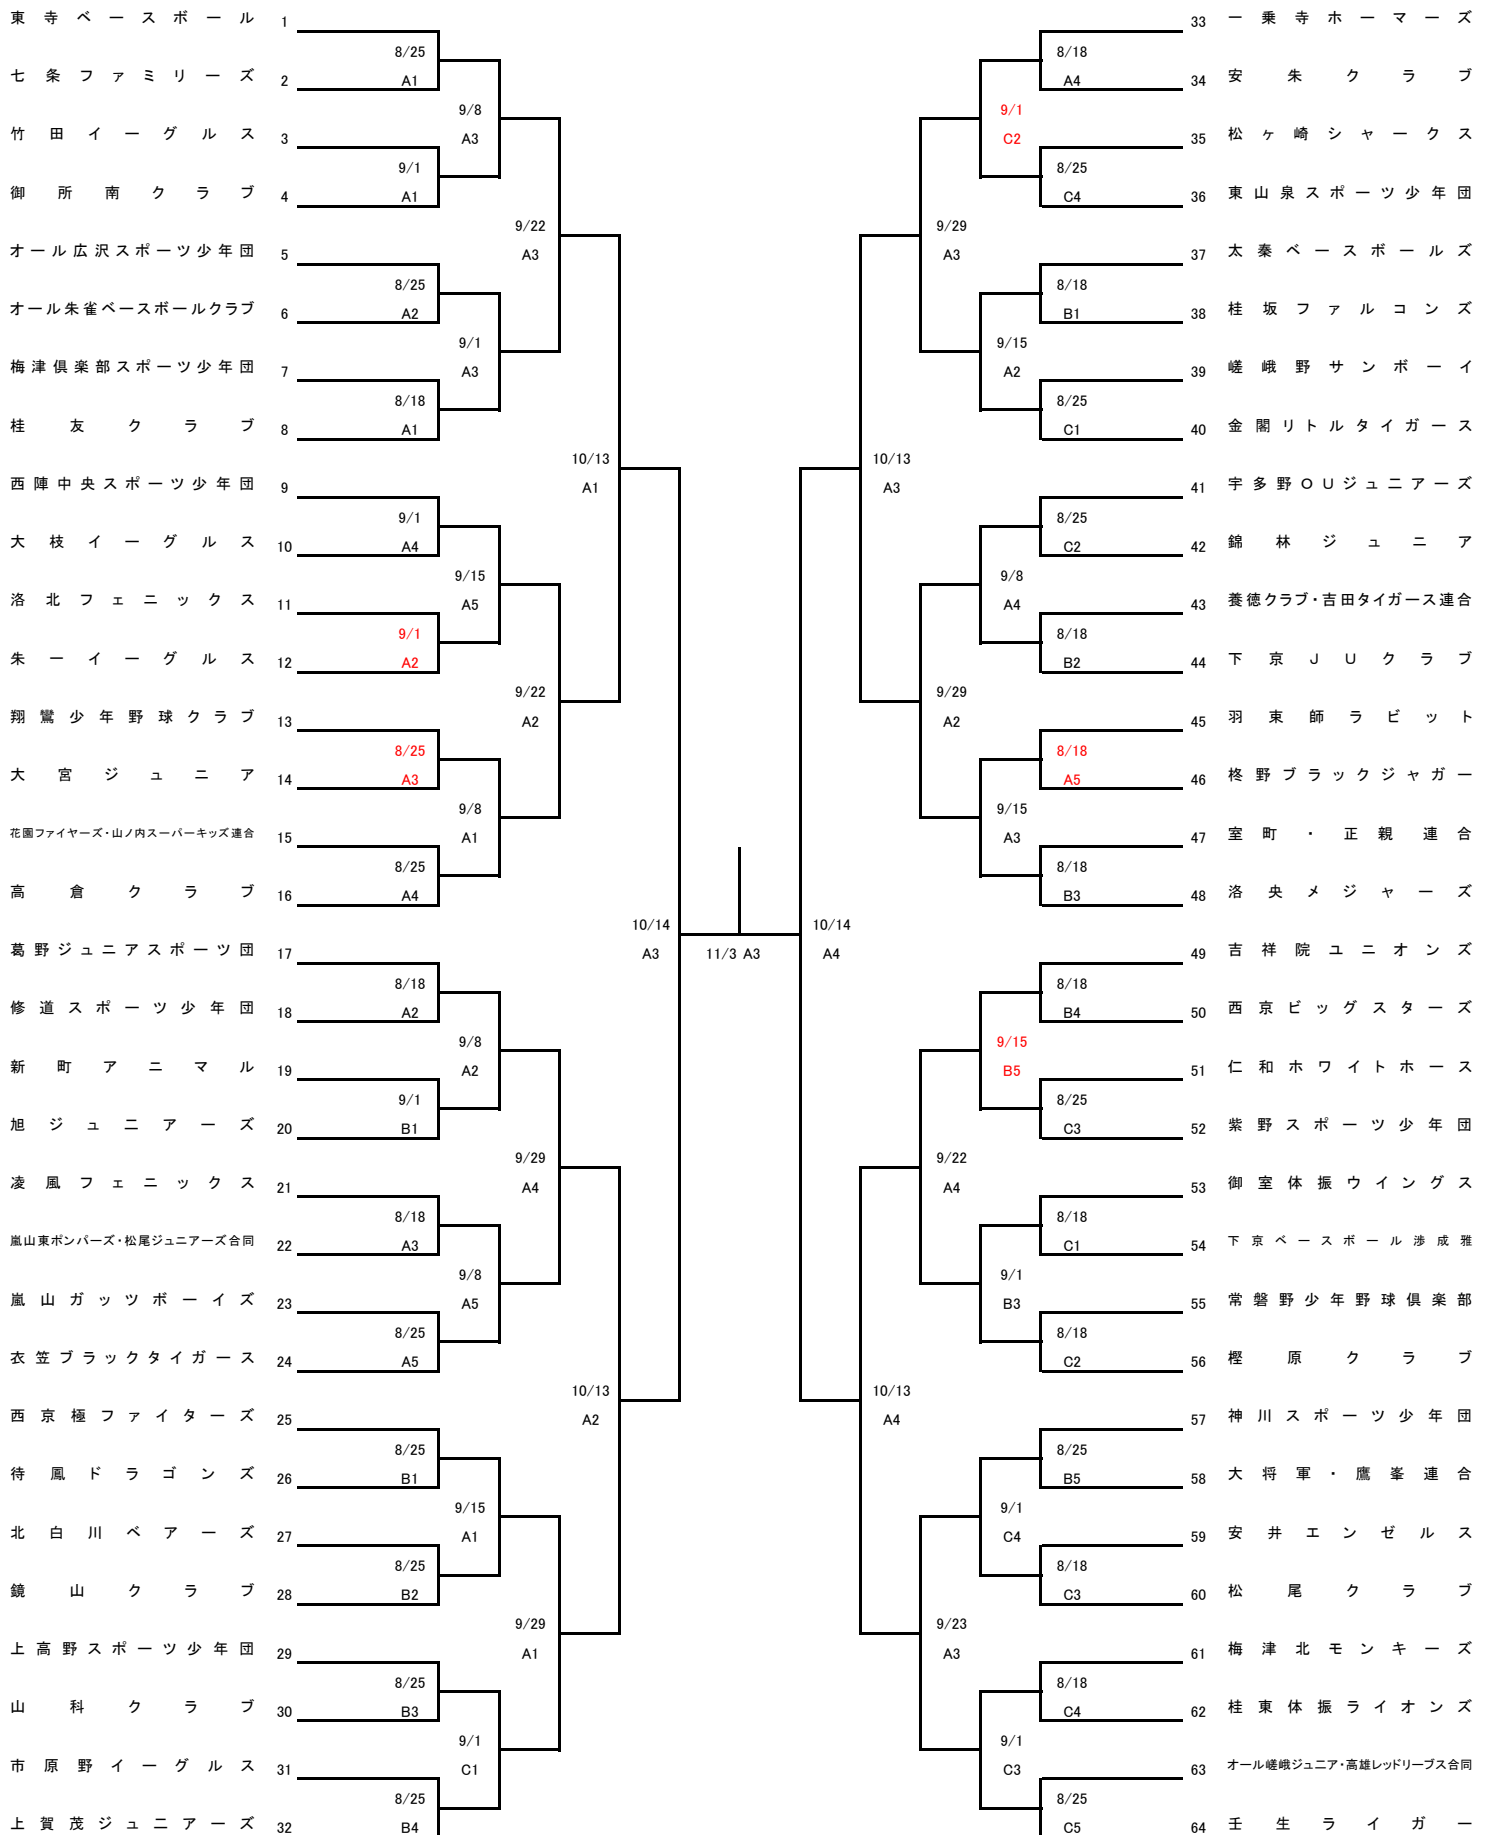 東寺ベースボール 1
8/25
七条ファミリーズ 2 A1
9/8
竹田イーグルス 3 A3
9/1
御所南クラブ 4 A1
9/22
オール広沢スポーツ少年団 5 A3
8/25
オール朱雀ベースボールクラブ 6 A2
9/1
梅津倶楽部スポーツ少年団 7 A3
8/18
桂友クラブ 8 A1
10/13
西陣中央スポーツ少年団 9 A1
9/1
大枝イーグルス 10 A4
9/15
洛北フェニックス 11 A5
9/1
朱一イーグルス 12 A2
9/22
翔鸞少年野球クラブ 13 A2
8/25
大宮ジュニア 14 A3
9/8
花園ファイヤーズ・山ノ内スーパーキッズ連合 15 A1
8/25
高倉クラブ 16 A4
10/14
葛野ジュニアスポーツ団 17 A3
8/18
修道スポーツ少年団 18 A2
9/8
新町アニマル 19 A2
9/1
旭ジュニアーズ 20 B1
9/29
凌風フェニックス 21 A4
8/18
嵐山東ボンバーズ・松尾ジュニアーズ合同 22 A3
9/8
嵐山ガッツボーイズ 23 A5
8/25
衣笠ブラックタイガース 24 A5
10/13
西京極ファイターズ 25 A2
8/25
待鳳ドラゴンズ 26 B1
9/15
北白川ベアーズ 27 A1
8/25
鏡山クラブ 28 B2
9/29
上高野スポーツ少年団 29 A1
8/25
山科クラブ 30 B3
9/1
市原野イーグルス 31 C1
8/25
上賀茂ジュニアーズ 32 B4
11/3 A3
33 一乗寺ホーマーズ
8/18
A4 34 安朱クラブ
9/1
C2 35 松ヶ崎シャークス
8/25
C4 36 東山泉スポーツ少年団
9/29
A3 37 太秦ベースボールズ
8/18
B1 38 桂坂ファルコンズ
9/15
A2 39 嵯峨野サンボーイ
8/25
C1 40 金閣リトルタイガース
10/13
A3 41 宇多野OUジュニアーズ
8/25
C2 42 錦林ジュニア
9/8
A4 43 養徳クラブ・吉田タイガース連合
8/18
B2 44 下京JUクラブ
9/29
A2 45 羽束師ラビット
8/18
A5 46 柊野ブラックジャガー
9/15
A3 47 室町・正親連合
8/18
B3 48 洛央メジャーズ
10/14
A4 49 吉祥院ユニオンズ
8/18
B4 50 西京ビッグスターズ
9/15
B5 51 仁和ホワイトホース
8/25
C3 52 紫野スポーツ少年団
9/22
A4 53 御室体振ウイングス
8/18
C1 54 下京ベースボール渉成雅
9/1
B3 55 常磐野少年野球倶楽部
8/18
C2 56 樫原クラブ
10/13
A4 57 神川スポーツ少年団
8/25
B5 58 大将軍・鷹峯連合
9/1
C4 59 安井エンゼルス
8/18
C3 60 松尾クラブ
9/23
A3 61 梅津北モンキーズ
8/18
C4 62 桂東体振ライオンズ
9/1
C3 63 オール嵯峨ジュニア・高雄レッドリーブス合同
8/25
C5 64 壬生ライガー